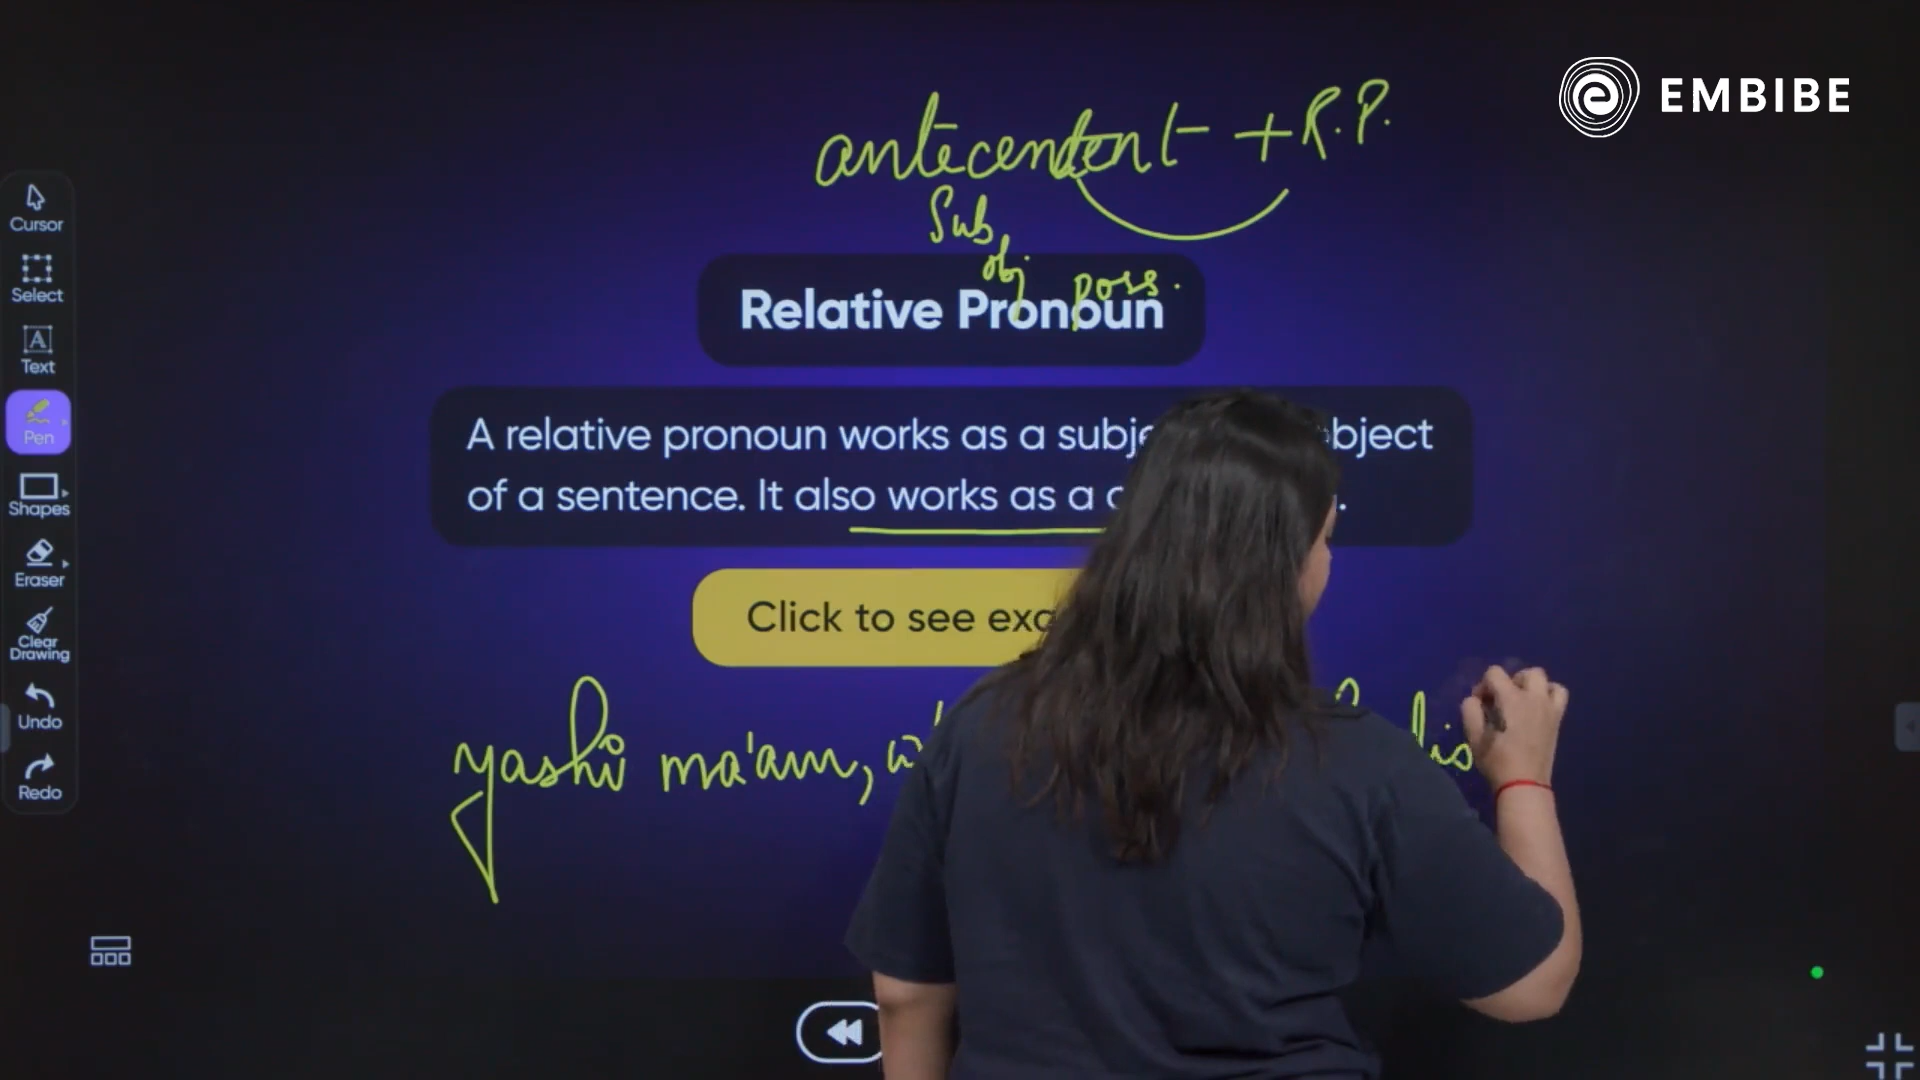 EMBIBE
antecendent + R.P.
Sub
obj poss.
Relative Pronoun
A relative pronoun works as a subje bject
of a sentence. It also works as a
Click to see exa
yashi ma'am,
Cursor
Select
Text
Pen
Shapes
Eraser
Clear
Drawing
Undo
Redo